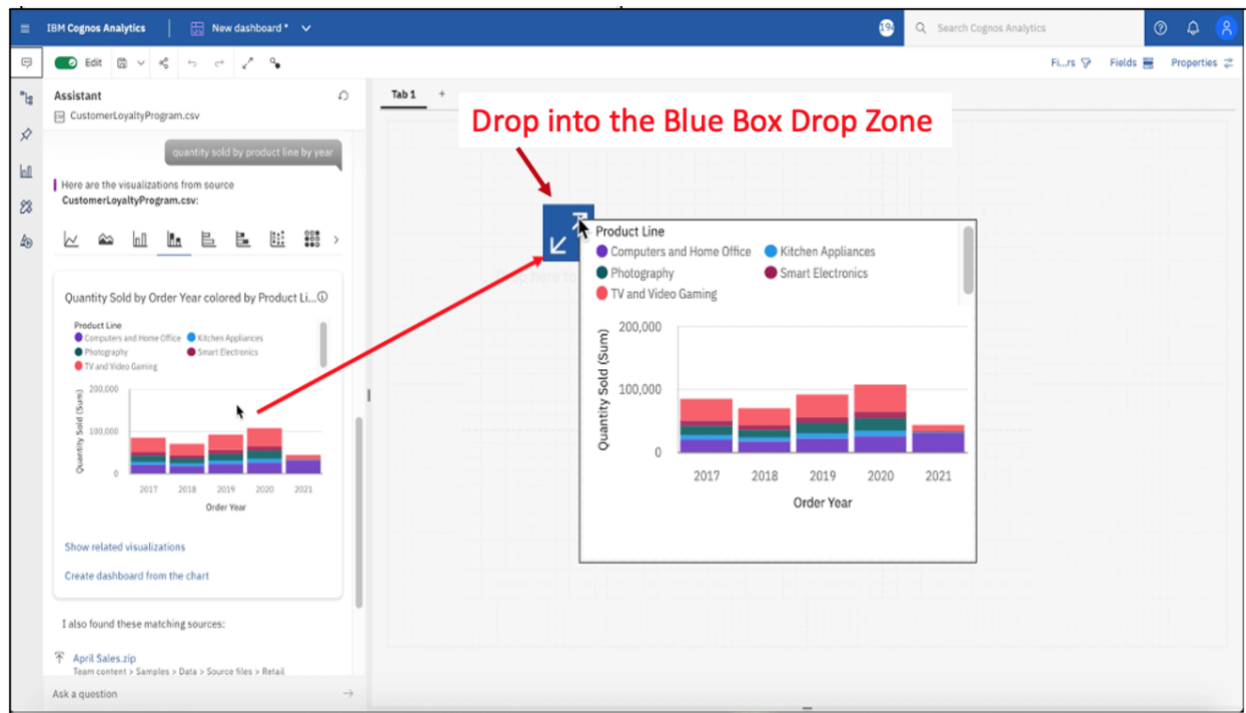 IBM Cognos Analytics
New dashboard *
Search Cognos Analytics
Edit
Fi...rs
Fields
Properties
Assistant
CustomerLoyaltyProgram.csv
quantity sold by product line by year
Here are the visualizations from source
CustomerLoyaltyProgram.csv:
Quantity Sold by Order Year colored by Product Li...
Product Line
Computers and Home Office
Kitchen Appliances
Photography
Smart Electronics
TV and Video Gaming
Quantity Sold (Sum)
200,000
100,000
0
2017 2018 2019 2020 2021
Order Year
Show related visualizations
Create dashboard from the chart
I also found these matching sources:
April Sales.zip
Team content > Samples > Data > Source files > Retail
Ask a question
Tab 1
Drop into the Blue Box Drop Zone
here to
Product Line
Computers and Home Office
Kitchen Appliances
Photography
Smart Electronics
TV and Video Gaming
Quantity Sold (Sum)
200,000
100,000
0
2017 2018 2019 2020 2021
Order Year